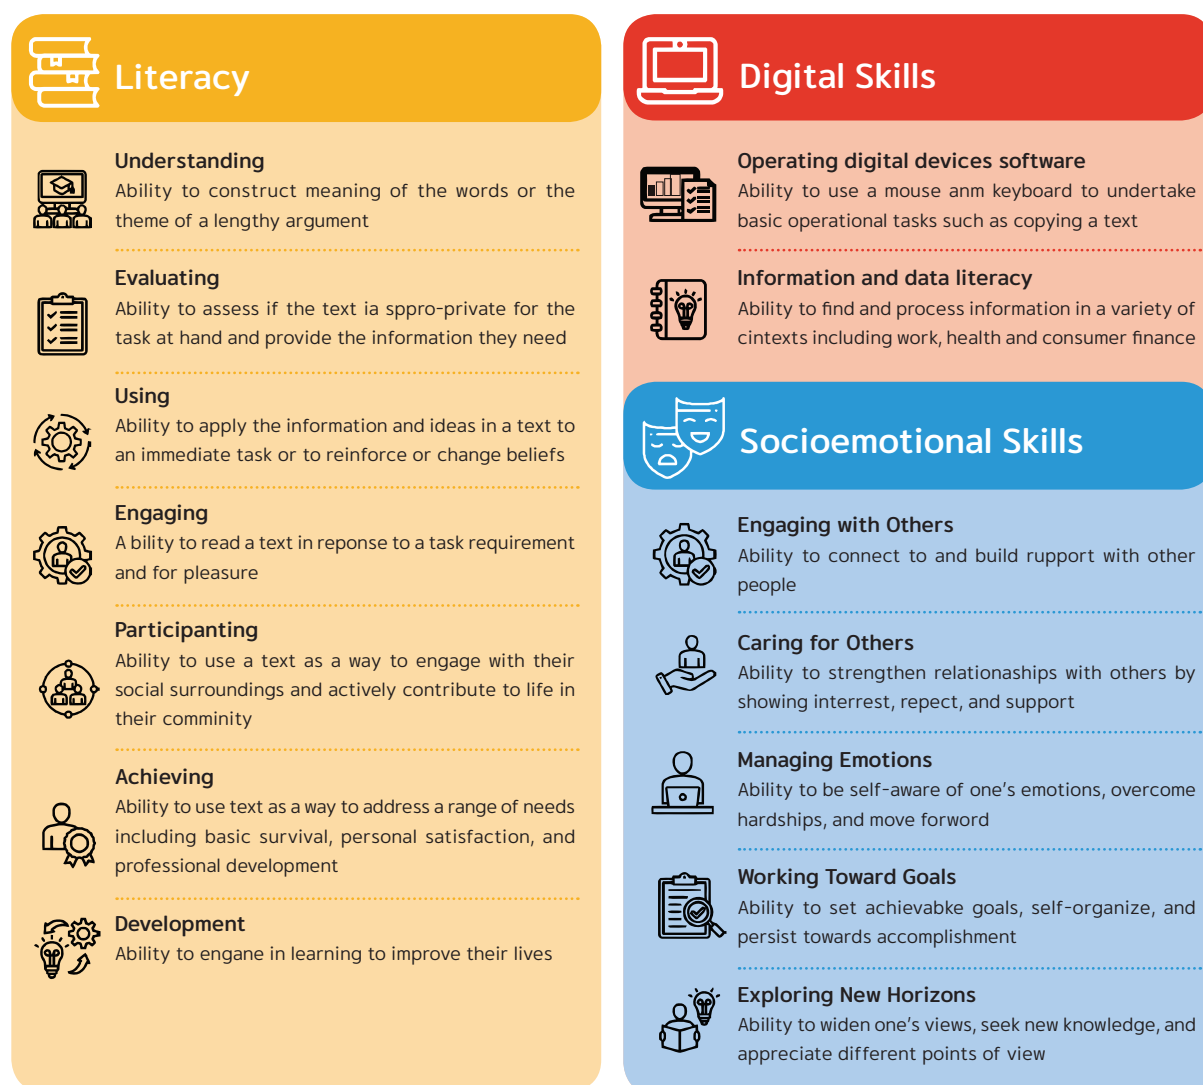 Literacy
Understanding
Ability to construct meaning of the words or the
theme of a lengthy argument
Evaluating
Ability to assess if the text ia sppro-private for the
task at hand and provide the information they need
Using
Ability to apply the information and ideas in a text to
an immediate task or to reinforce or change beliefs
Engaging
A bility to read a text in reponse to a task requirement
and for pleasure
Participanting
Ability to use a text as a way to engage with their
social surroundings and actively contribute to life in
their comminity
Achieving
Ability to use text as a way to address a range of needs
including basic survival, personal satisfaction, and
professional development
Development
Ability to engane in learning to improve their lives
Digital Skills
Operating digital devices software
Ability to use a mouse anm keyboard to undertake
basic operational tasks such as copying a text
Information and data literacy
Ability to find and process information in a variety of
cintexts including work, health and consumer finance
Socioemotional Skills
Engaging with Others
Ability to connect to and build rupport with other
people
Caring for Others
Ability to strengthen relationaships with others by
showing interrest, repect, and support
Managing Emotions
Ability to be self-aware of one's emotions, overcome
hardships, and move forword
Working Toward Goals
Ability to set achievabke goals, self-organize, and
persist towards accomplishment
Exploring New Horizons
Ability to widen one's views, seek new knowledge, and
appreciate different points of view